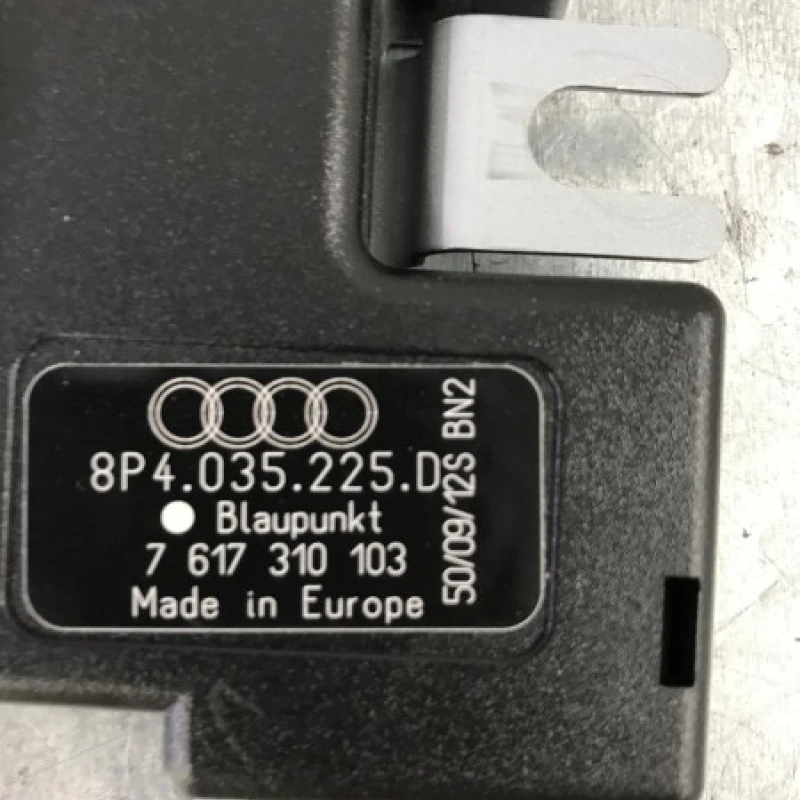 8P4.035.225.D
Blaupunkt
7 617 310 103
Made in Europe
50/09/12S BN2